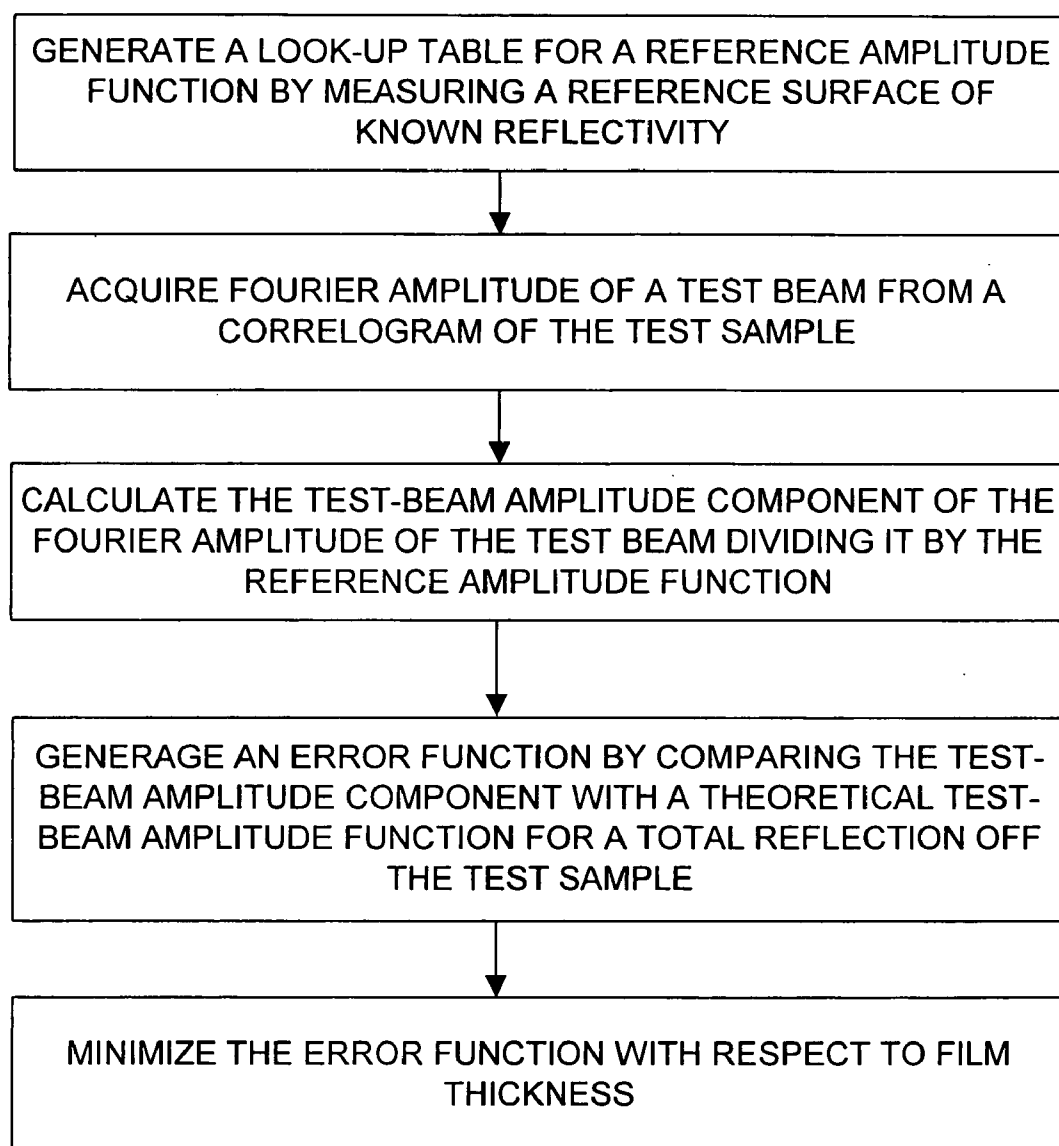 GENERATE A LOOK-UP TABLE FOR A REFERENCE AMPLITUDE
FUNCTION BY MEASURING A REFERENCE SURFACE OF
KNOWN REFLECTIVITY
ACQUIRE FOURIER AMPLITUDE OF A TEST BEAM FROM A
CORRELOGRAM OF THE TEST SAMPLE
CALCULATE THE TEST-BEAM AMPLITUDE COMPONENT OF THE
FOURIER AMPLITUDE OF THE TEST BEAM DIVIDING IT BY THE
REFERENCE AMPLITUDE FUNCTION
GENERAGE AN ERROR FUNCTION BY COMPARING THE TEST-
BEAM AMPLITUDE COMPONENT WITH A THEORETICAL TEST-
BEAM AMPLITUDE FUNCTION FOR A TOTAL REFLECTION OFF
THE TEST SAMPLE
MINIMIZE THE ERROR FUNCTION WITH RESPECT TO FILM
THICKNESS